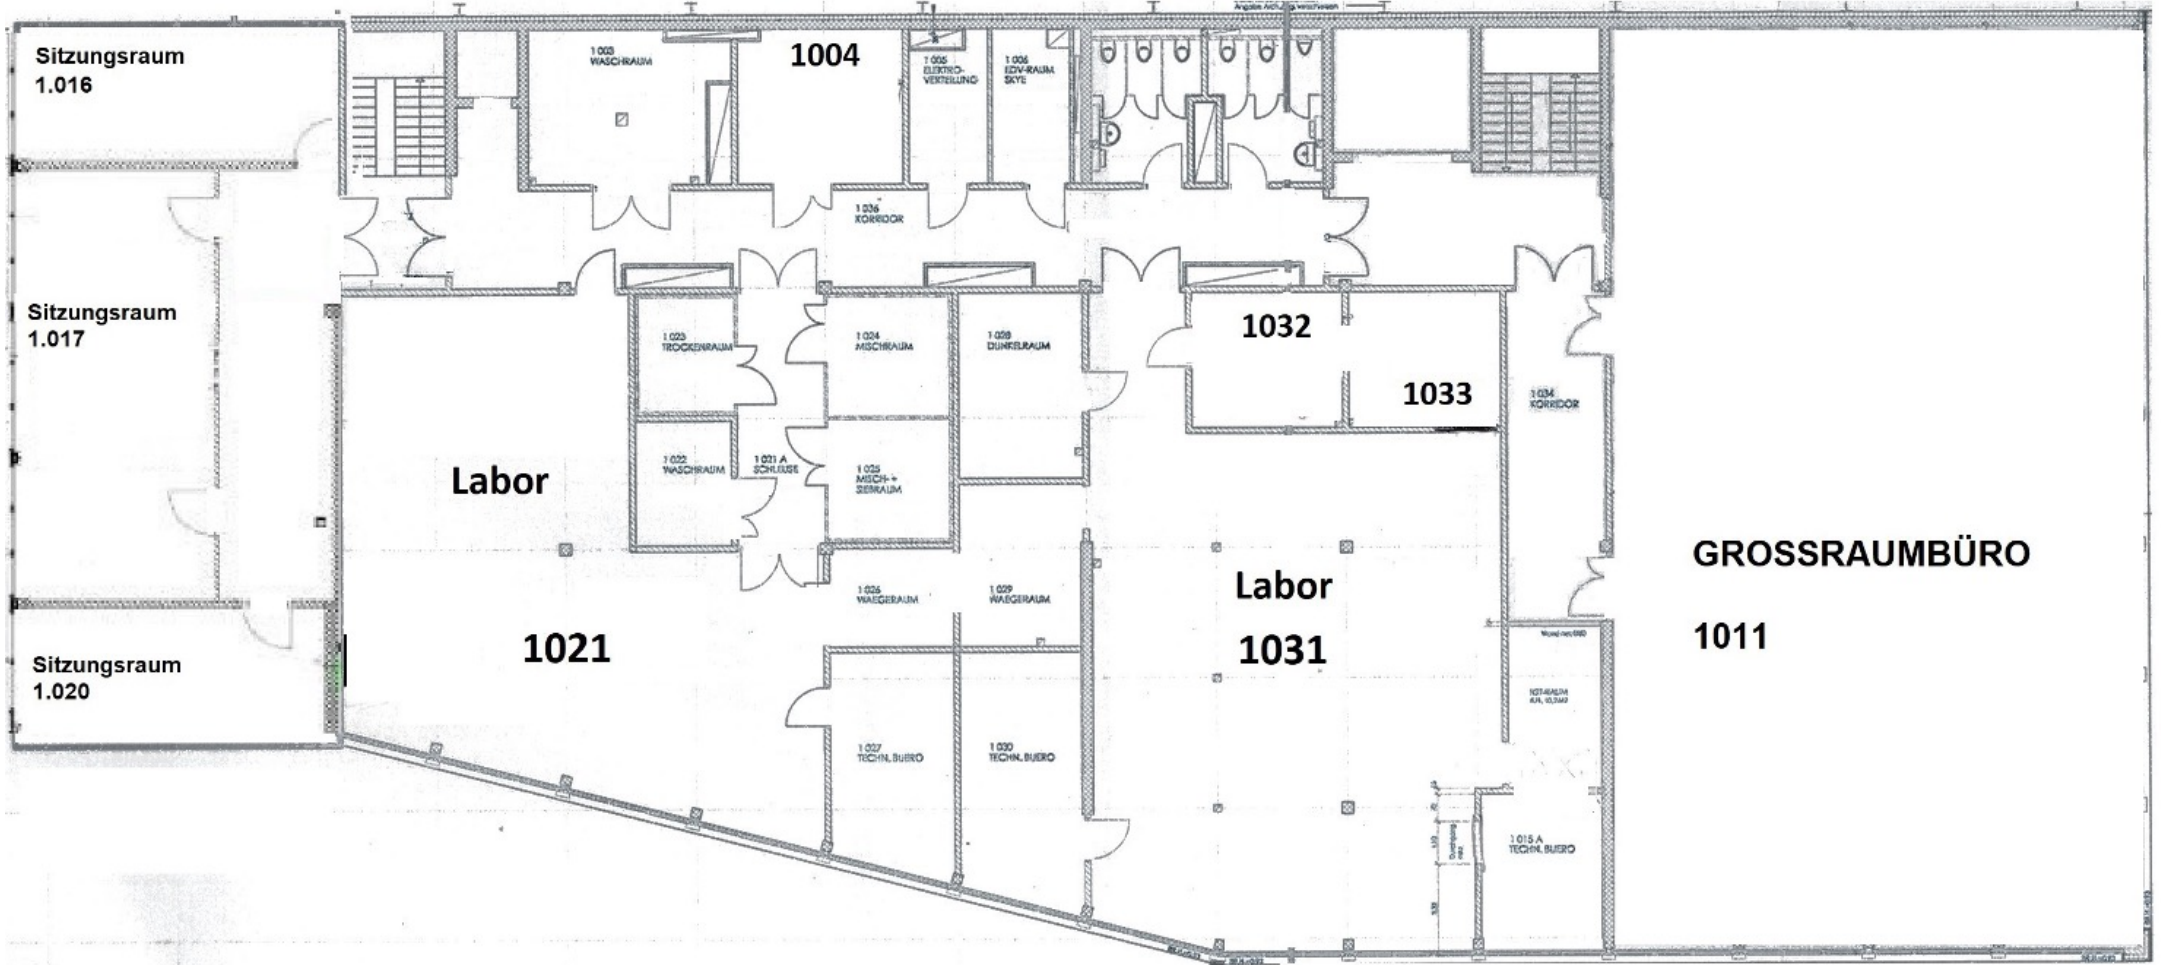 Sitzungsraum
1.016
1 003
WASCHRAUM
1004
1 005
ELEKTRO-
VERTEILUNG
1 006
EDV-RAUM
SKYE
1 036
KORRIDOR
Sitzungsraum
1.017
1 023
TROCKENRAUM
1 024
MISCHRAUM
1 028
DUNKELRAUM
1032
1033
1 034
KORRIDOR
Labor
1 022
WASCHRAUM
1 021 A
SCHLEUSE
1 025
MISCH- +
SIEBRAUM
GROSSRAUMBÜRO
1011
1 026
WAEGERAUM
1 029
WAEGERAUM
Labor
1031
1021
Sitzungsraum
1.020
1 027
TECHN. BUERO
1 030
TECHN. BUERO
1 015 A
TECHN. BUERO